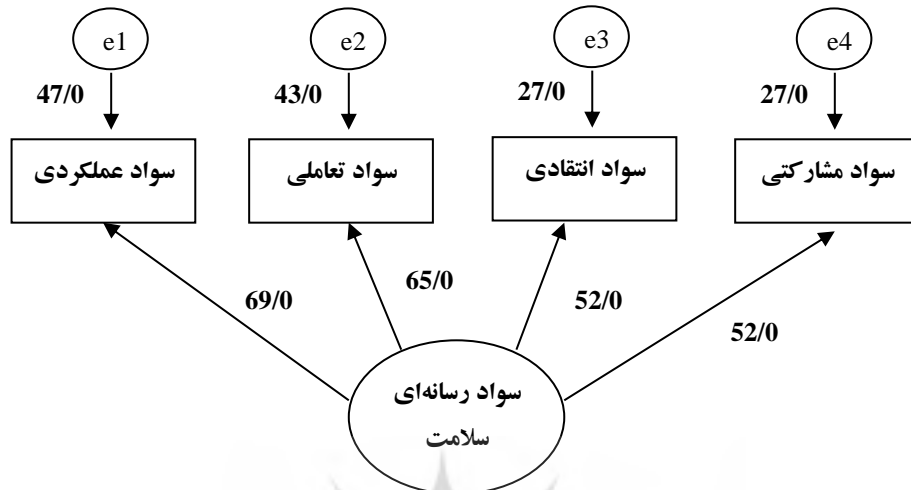 e1
e2
e3
e4
47/0
43/0
27/0
27/0
سواد عملکردی
سواد تعاملی
سواد انتقادی
سواد مشارکتی
69/0
65/0
52/0
52/0
سواد رسانه‌ای
سلامت